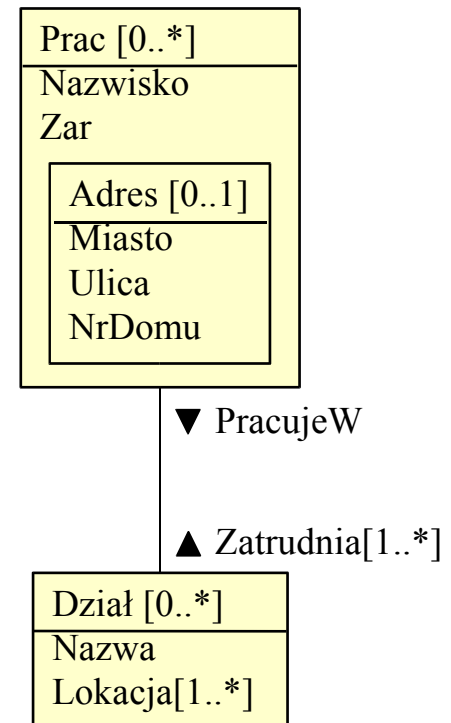 Prac [0..*]
Nazwisko
Zar
Adres [0..1]
Miasto
Ulica
NrDomu
▼ PracujeW
▲ Zatrudnia[1..*]
Dział [0..*]
Nazwa
Lokacja[1..*]